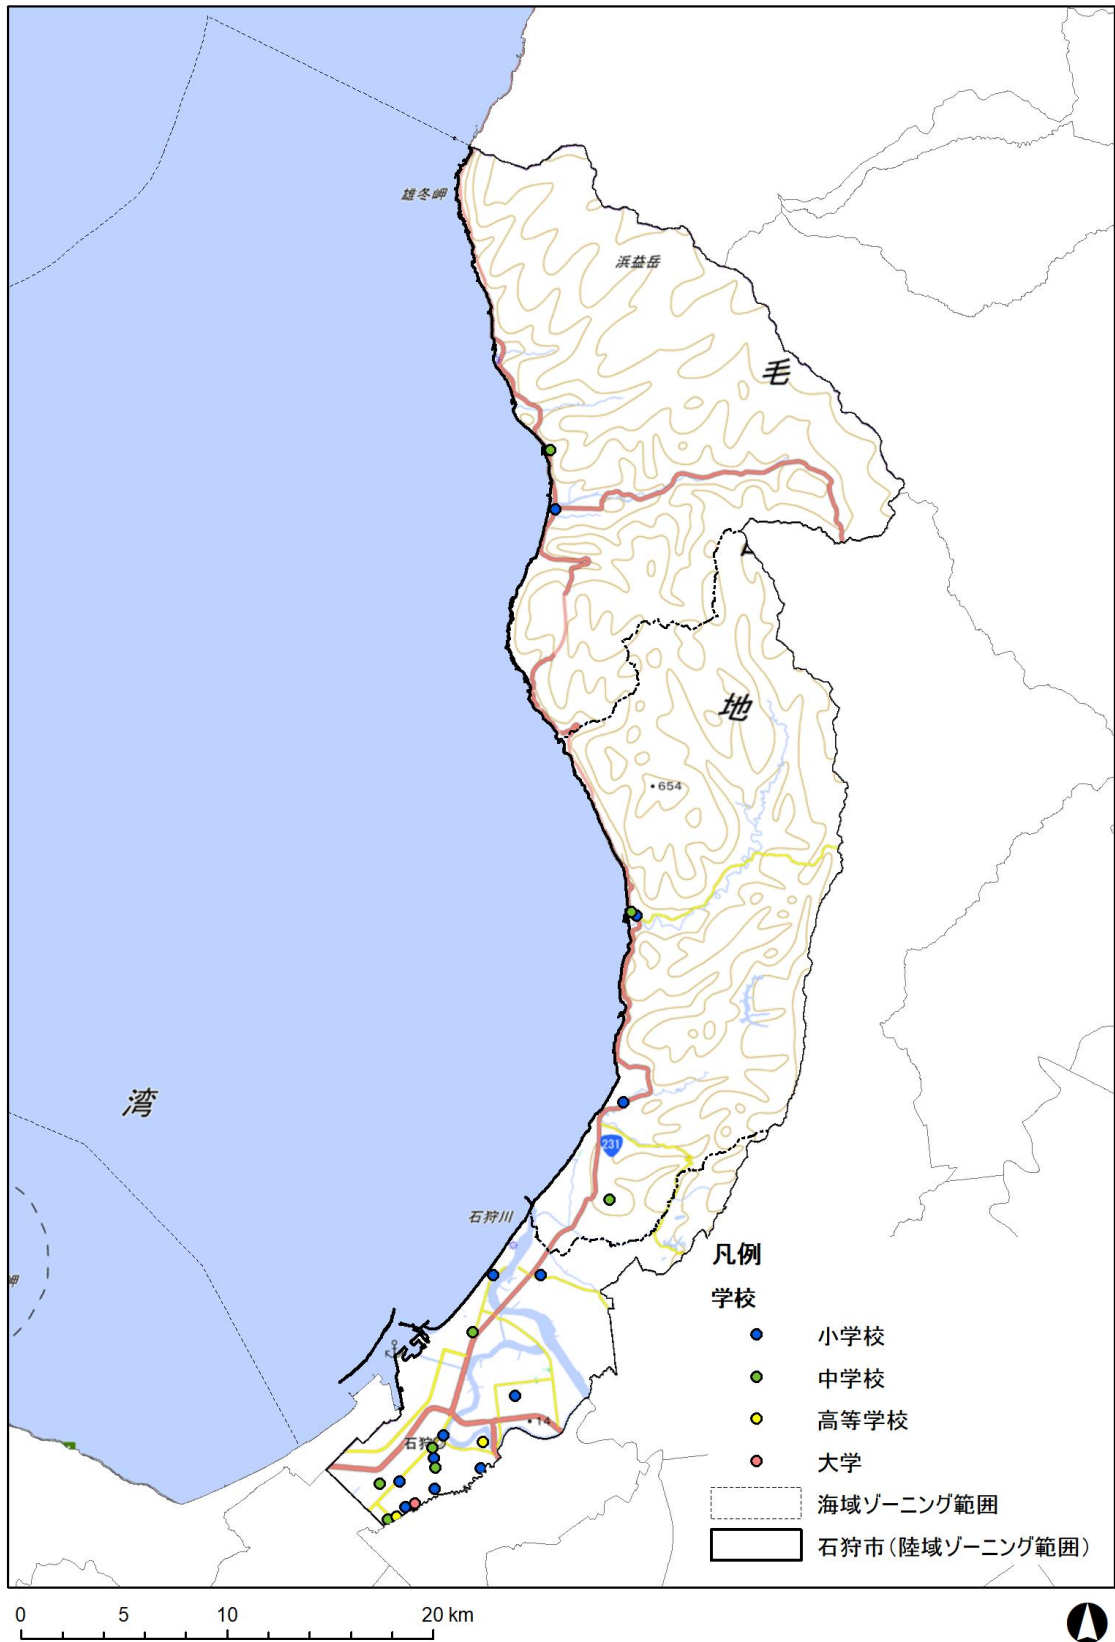 雄冬岬
浜益岳
毛
地
・654
湾
231
石狩川
岬
凡例
学校
小学校
中学校
・14
高等学校
石狩
大学
海域ゾーニング範囲
石狩市（陸域ゾーニング範囲）
0 5 10 20 km